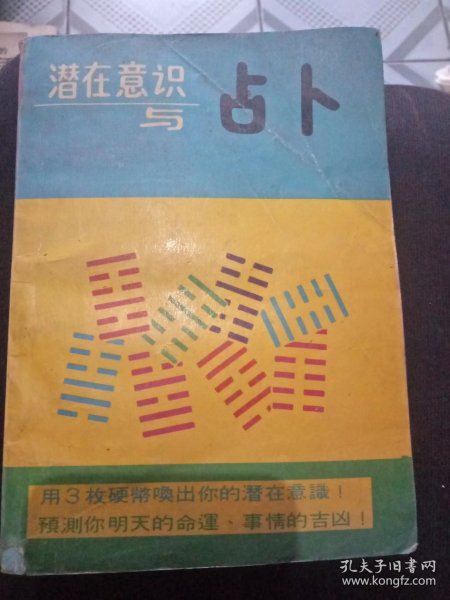 潜在意识
与 占卜
用3枚硬幣喚出你的潛在意識！
預測你明天的命運、事情的吉凶！
孔夫子旧书网
www.kongfz.com